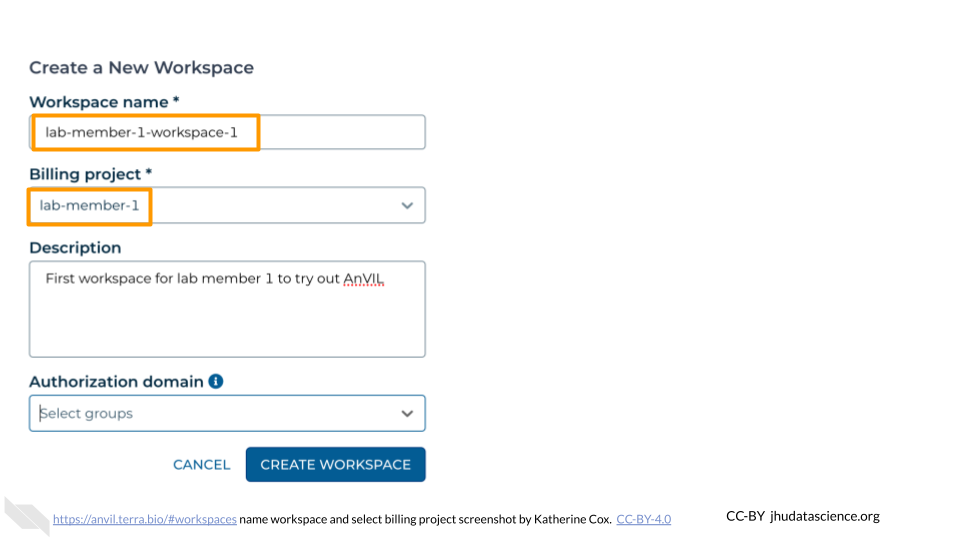 Create a New Workspace
Workspace name *
lab-member-1-workspace-1
Billing project *
lab-member-1
Description
First workspace for lab member 1 to try out AnVIL
Authorization domain
Select groups
CANCEL CREATE WORKSPACE
https://anvil.terra.bio/#workspaces name workspace and select billing project screenshot by Katherine Cox. CC-BY-4.0
CC-BY jhudatascience.org